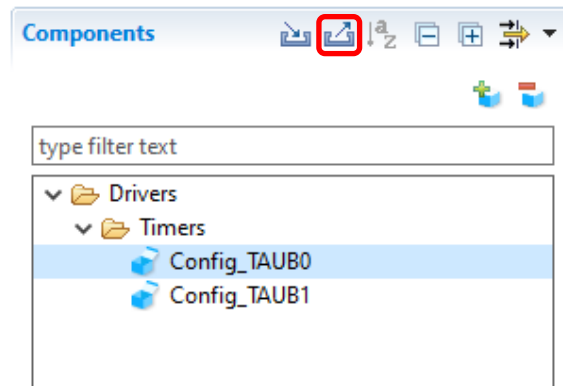 Components
type filter text
Drivers
Timers
Config_TAUB0
Config_TAUB1